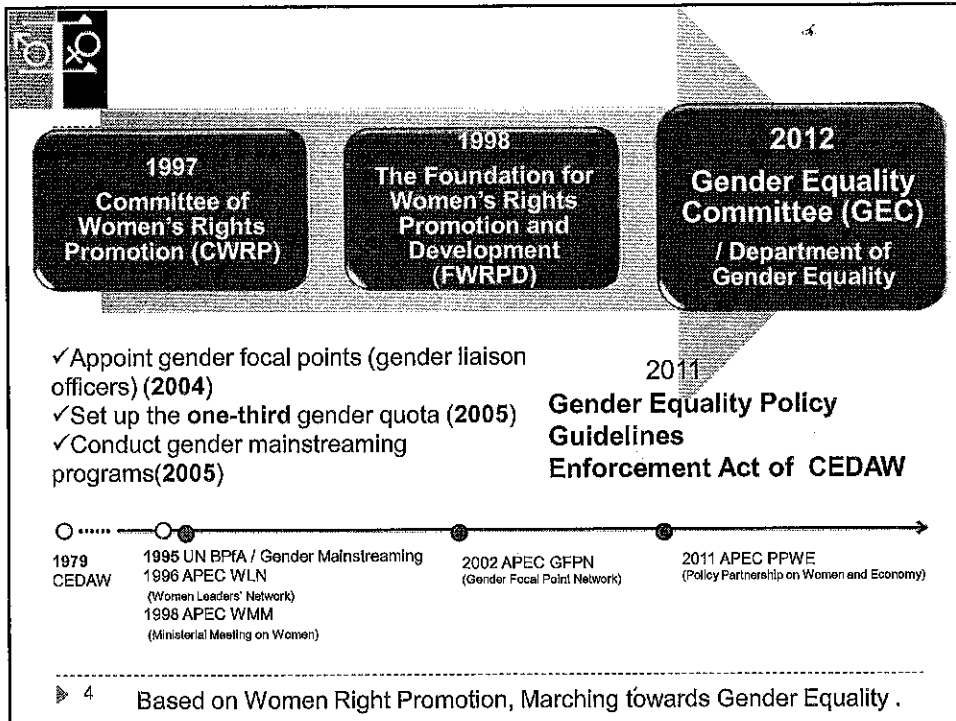 1997
Committee of
Women's Rights
Promotion (CWRP)
1998
The Foundation for
Women's Rights
Promotion and
Development
(FWRPD)
2012
Gender Equality
Committee (GEC)
/ Department of
Gender Equality
✓Appoint gender focal points (gender liaison
officers) (2004)
✓Set up the one-third gender quota (2005)
✓Conduct gender mainstreaming
programs(2005)
2011
Gender Equality Policy
Guidelines
Enforcement Act of CEDAW
1979
CEDAW
1995 UN BPfA / Gender Mainstreaming
1996 APEC WLN
(Women Leaders' Network)
1998 APEC WMM
(Ministerial Meeting on Women)
2002 APEC GFPN
(Gender Focal Point Network)
2011 APEC PPWE
(Policy Partnership on Women and Economy)
4 Based on Women Right Promotion, Marching towards Gender Equality .